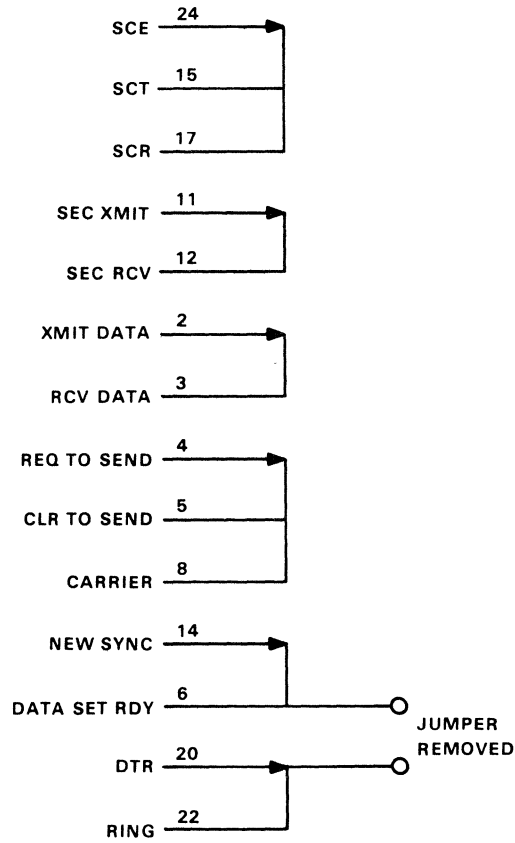 SCE 24
SCT 15
SCR 17
SEC XMIT 11
SEC RCV 12
XMIT DATA 2
RCV DATA 3
REQ TO SEND 4
CLR TO SEND 5
CARRIER 8
NEW SYNC 14
DATA SET RDY 6
JUMPER
REMOVED
DTR 20
RING 22